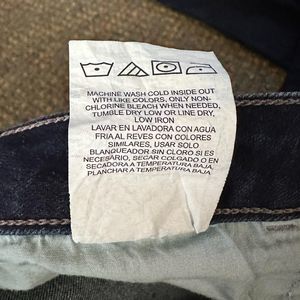 MACHINE WASH COLD INSIDE OUT
WITH LIKE COLORS, ONLY NON-
CHLORINE BLEACH WHEN NEEDED,
TUMBLE DRY LOW OR LINE DRY,
LOW IRON
LAVAR EN LAVADORA CON AGUA
FRIA AL REVES CON COLORES
SIMILARES, USAR SOLO
BLANQUEADOR SIN CLORO SI ES
NECESARIO, SECAR COLGADO O EN
SECADORA A TEMPERATURA BAJA,
PLANCHAR A TEMPERATURA BAJA